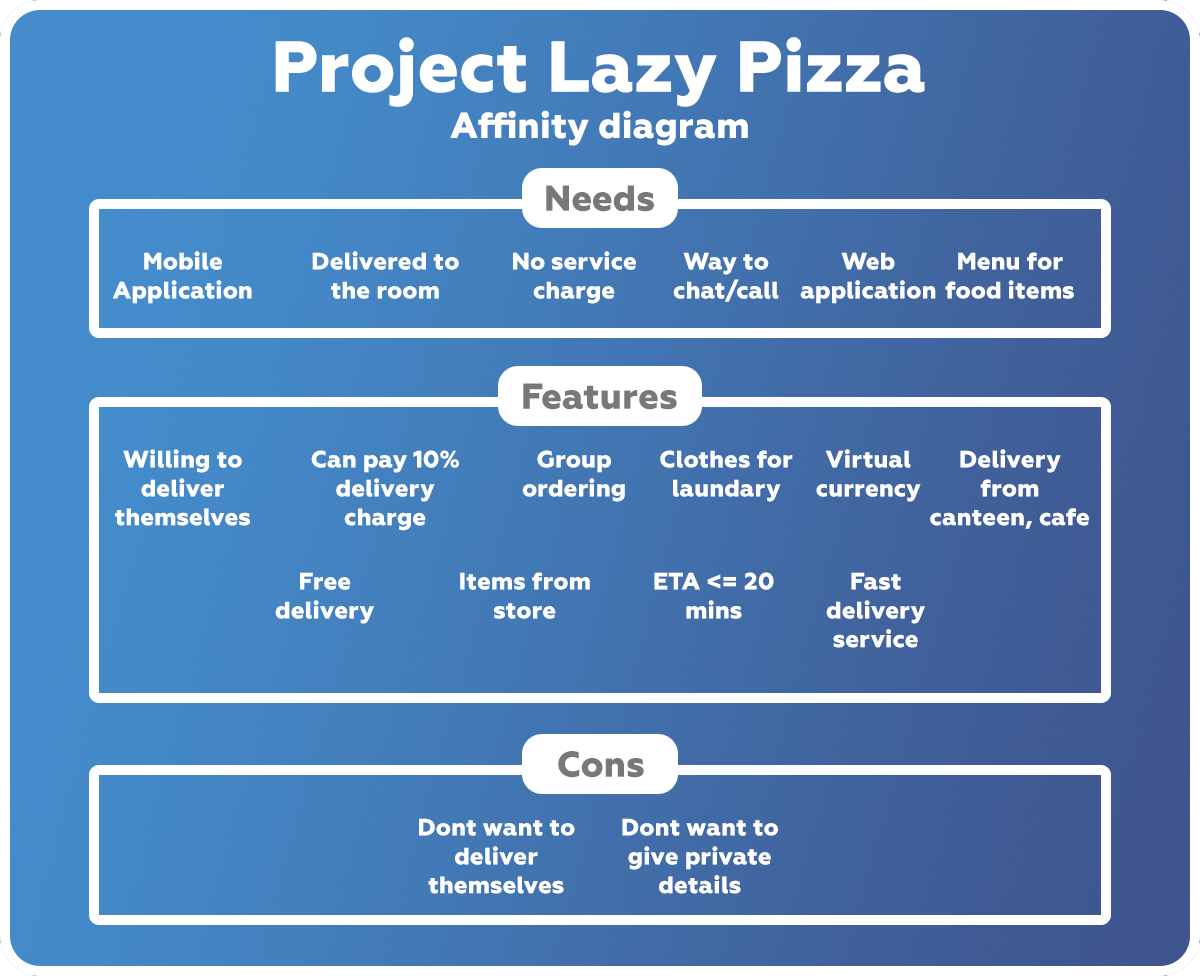 Project Lazy Pizza
Affinity diagram
Needs
Mobile
Application
Delivered to
the room
No service
charge
Way to
chat/call
Web
application
Menu for
food items
Features
Willing to
deliver
themselves
Can pay 10%
delivery
charge
Group
ordering
Clothes for
laundary
Virtual
currency
Delivery
from
canteen, cafe
Free
delivery
Items from
store
ETA <= 20
mins
Fast
delivery
service
Cons
Dont want to
deliver
themselves
Dont want to
give private
details